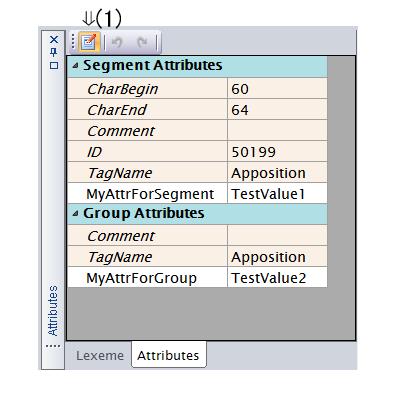 ⇓(1)
Segment Attributes
CharBegin 60
CharEnd 64
Comment
ID 50199
TagName Apposition
MyAttrForSegment TestValue1
Group Attributes
Comment
TagName Apposition
MyAttrForGroup TestValue2
Attributes
Lexeme Attributes